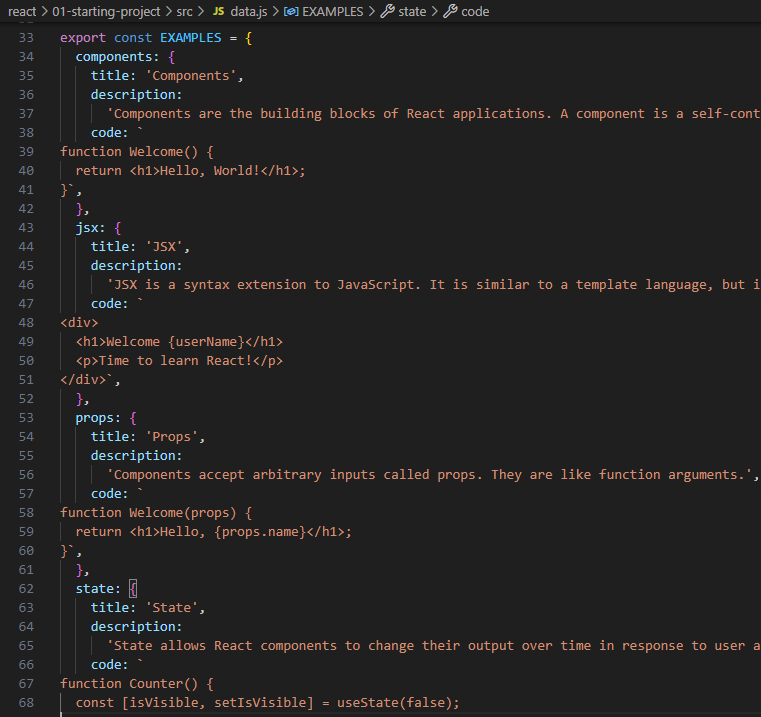 react > 01-starting-project > src > JS data.js > EXAMPLES > state > code
33 export const EXAMPLES = {
34   components: {
35     title: 'Components',
36     description:
37       'Components are the building blocks of React applications. A component is a self-cont
38     code: `
39 function Welcome() {
40   return <h1>Hello, World!</h1>;
41 }`,
42   },
43   jsx: {
44     title: 'JSX',
45     description:
46       'JSX is a syntax extension to JavaScript. It is similar to a template language, but i
47     code: `
48 <div>
49   <h1>Welcome {userName}</h1>
50   <p>Time to learn React!</p>
51 </div>`,
52   },
53   props: {
54     title: 'Props',
55     description:
56       'Components accept arbitrary inputs called props. They are like function arguments.',
57     code: `
58 function Welcome(props) {
59   return <h1>Hello, {props.name}</h1>;
60 }`,
61   },
62   state: {
63     title: 'State',
64     description:
65       'State allows React components to change their output over time in response to user a
66     code: `
67 function Counter() {
68   const [isVisible, setIsVisible] = useState(false);